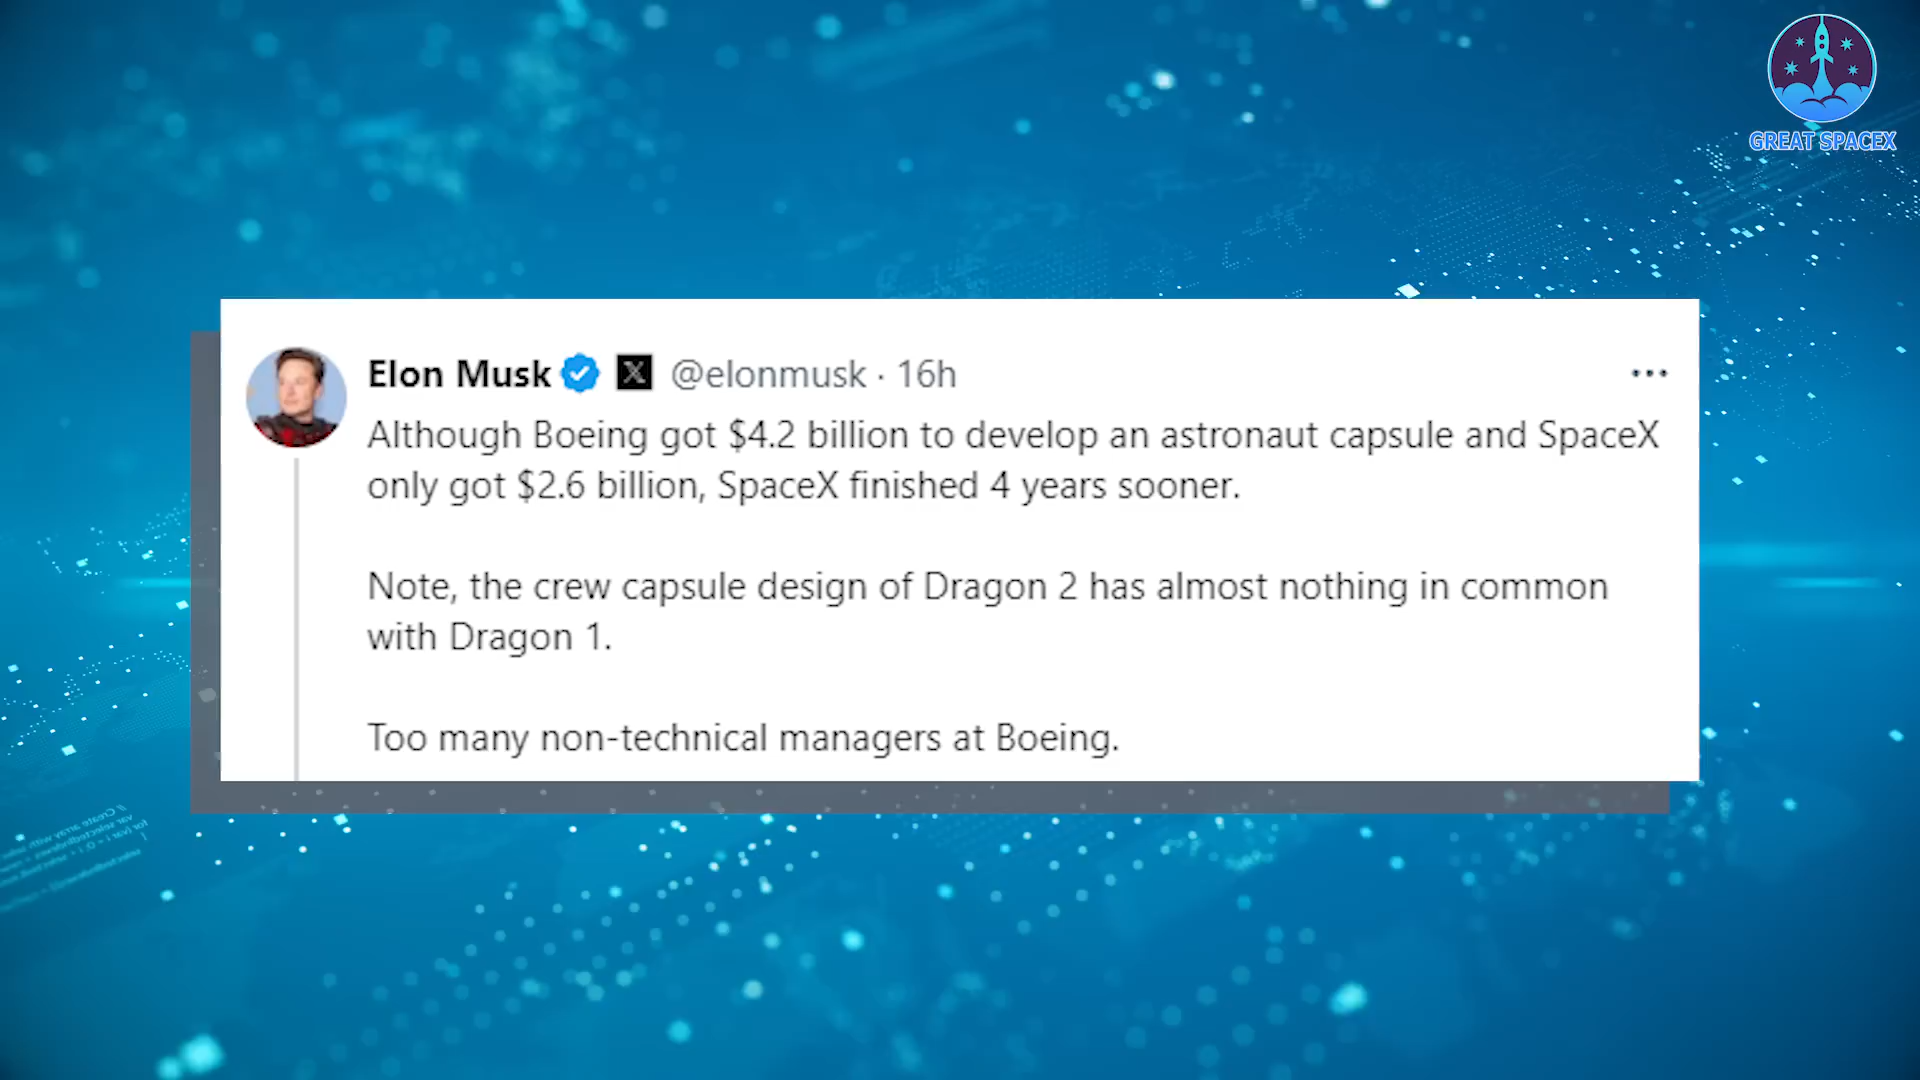 GREAT SPACEX
Elon Musk X @elonmusk · 16h
Although Boeing got $4.2 billion to develop an astronaut capsule and SpaceX
only got $2.6 billion, SpaceX finished 4 years sooner.
Note, the crew capsule design of Dragon 2 has almost nothing in common
with Dragon 1.
Too many non-technical managers at Boeing.